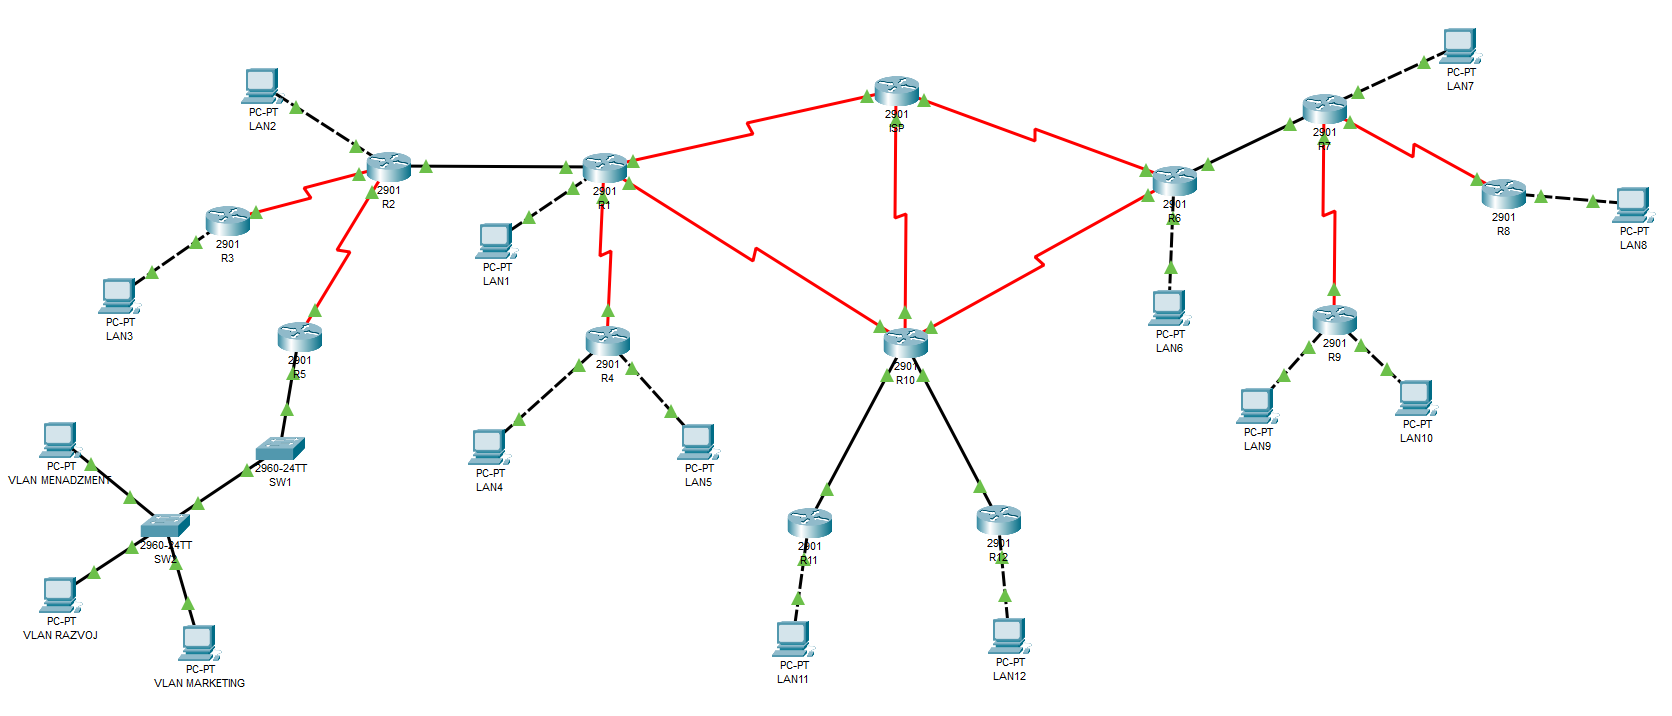 PC-PT
LAN2
2901
R2
2901
R3
PC-PT
LAN3
2901
R5
2960-24TT
SW1
PC-PT
VLAN MENADZMENT
2960-24TT
SW2
PC-PT
VLAN RAZVOJ
PC-PT
VLAN MARKETING
2901
R1
PC-PT
LAN1
2901
R4
PC-PT
LAN4
PC-PT
LAN5
2901
ISP
2901
R10
2901
R11
PC-PT
LAN11
2901
R12
PC-PT
LAN12
2901
R6
PC-PT
LAN6
2901
R7
PC-PT
LAN7
2901
R8
PC-PT
LAN8
2901
R9
PC-PT
LAN9
PC-PT
LAN10